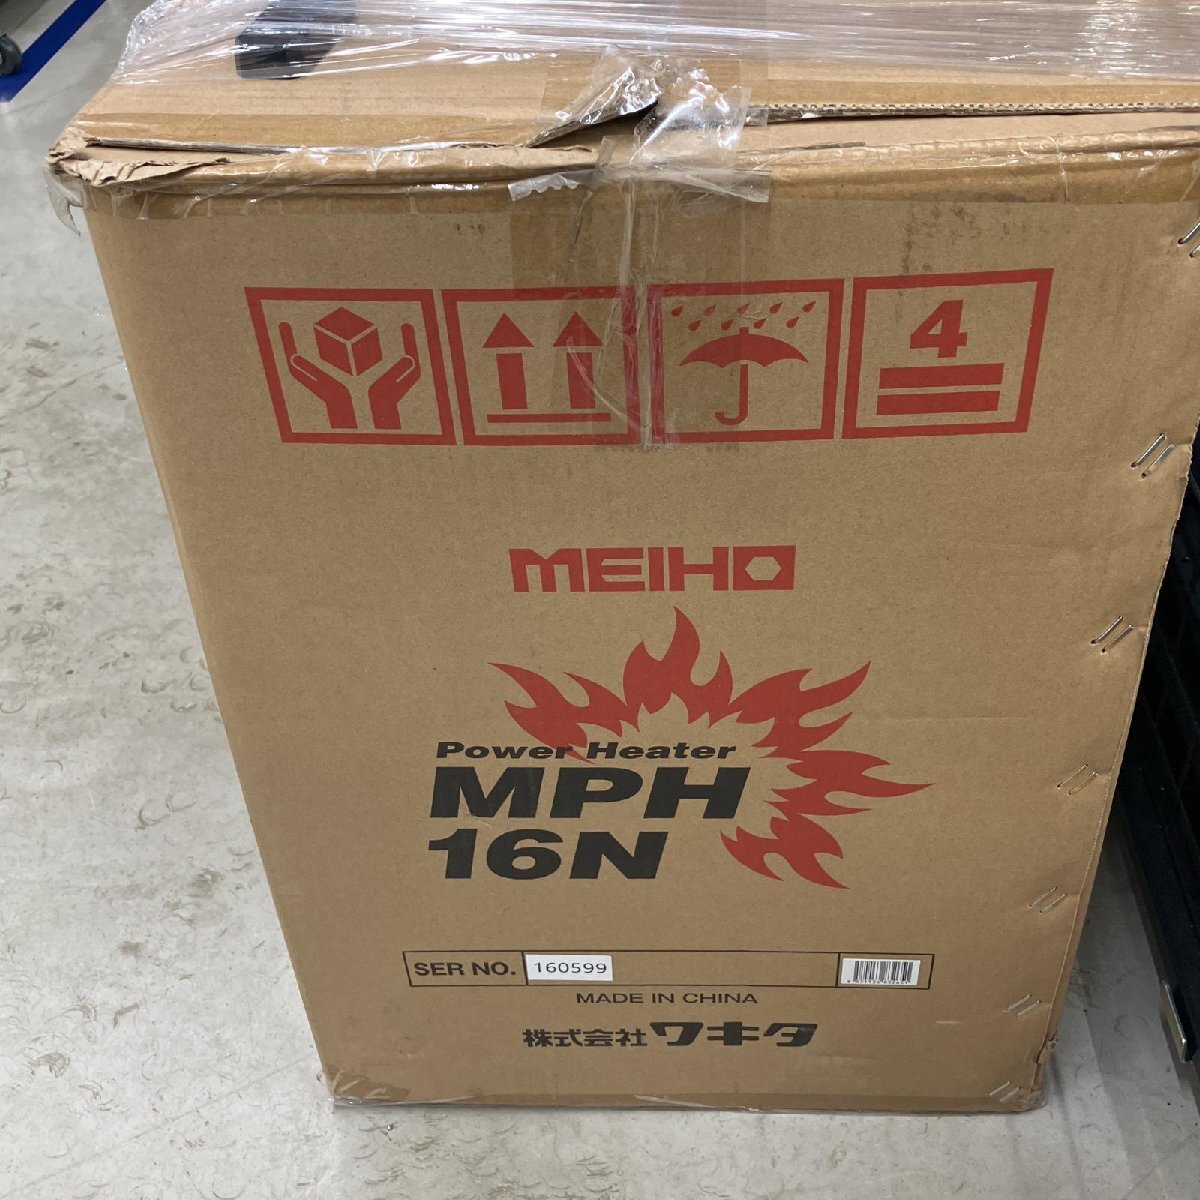 4
MEIHO
Power Heater
MPH
16N
SER NO. 160599
MADE IN CHINA
株式会社 ワキタ